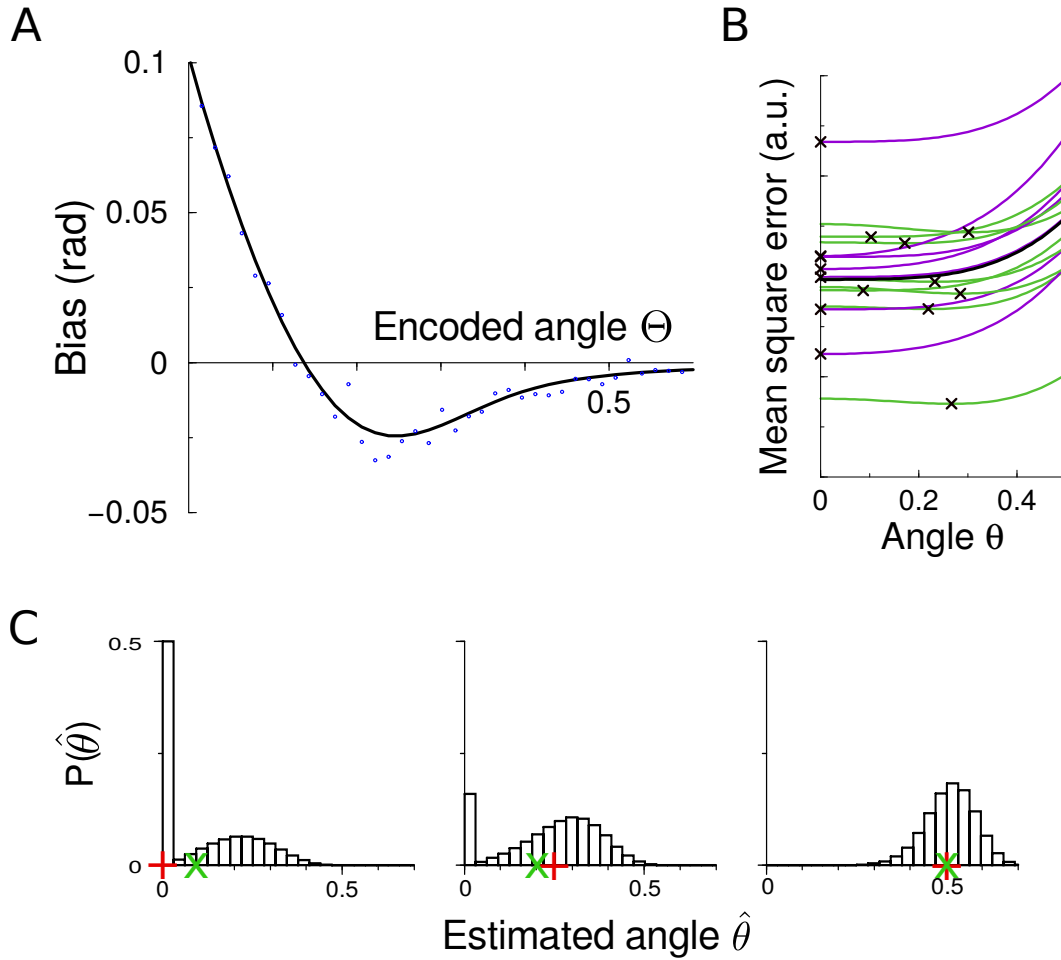 A
B
0.1
0.05
0
−0.05
Bias (rad)
Encoded angle Θ
0.5
Mean square error (a.u.)
0
0.2
0.4
Angle θ
C
0.5
0
P(θ̂)
0
0.5
0
0.5
0
0.5
Estimated angle θ̂